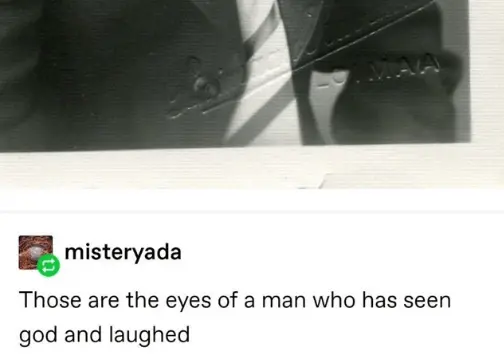 misteryada
Those are the eyes of a man who has seen
god and laughed